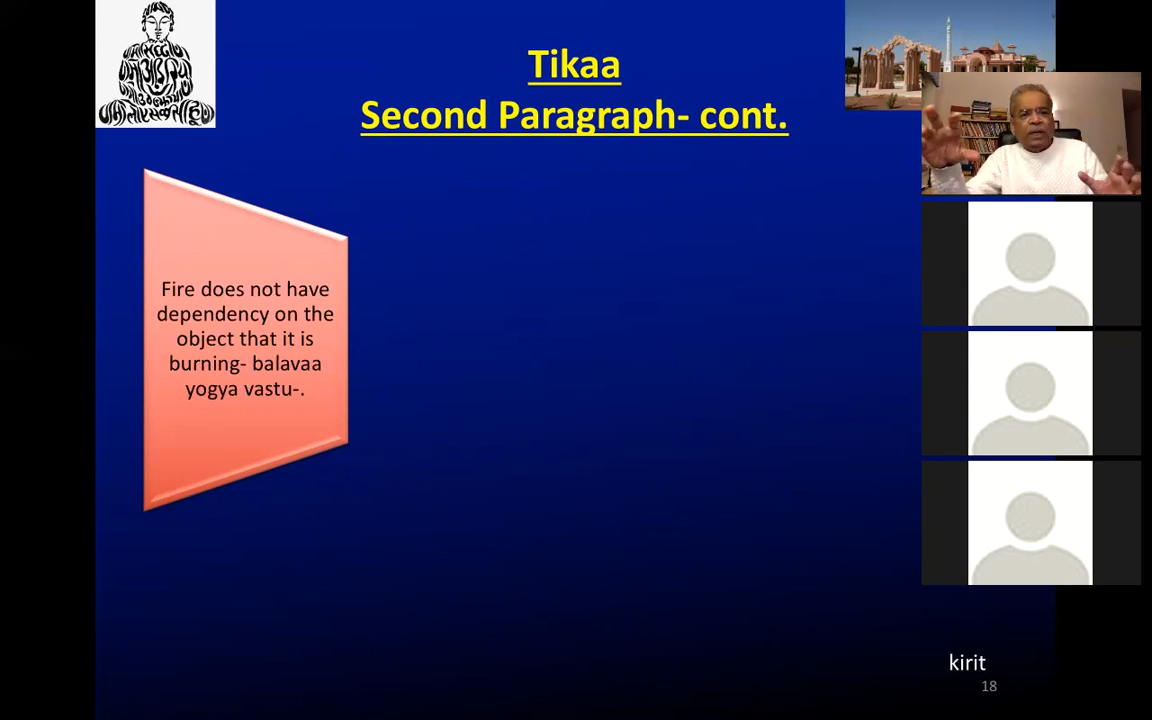 Tikaa
Second Paragraph- cont.
Fire does not have
dependency on the
object that it is
burning- balavaa
yogya vastu-.
kirit
18